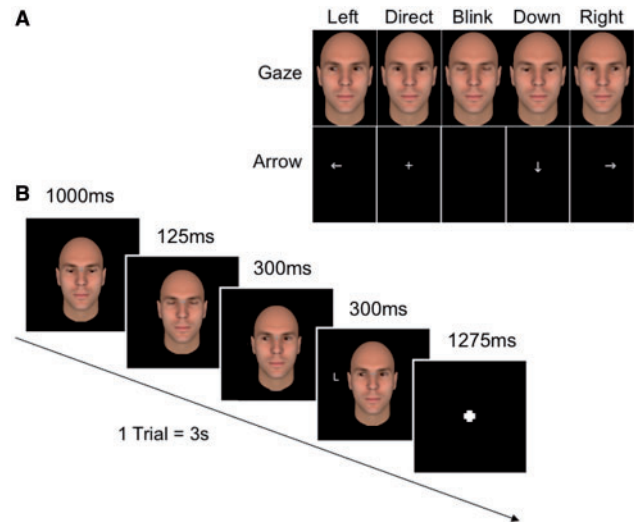 A
Left Direct Blink Down Right
Gaze
Arrow
← + ↓ →
B
1000ms
125ms
300ms
300ms
L
1275ms
1 Trial = 3s